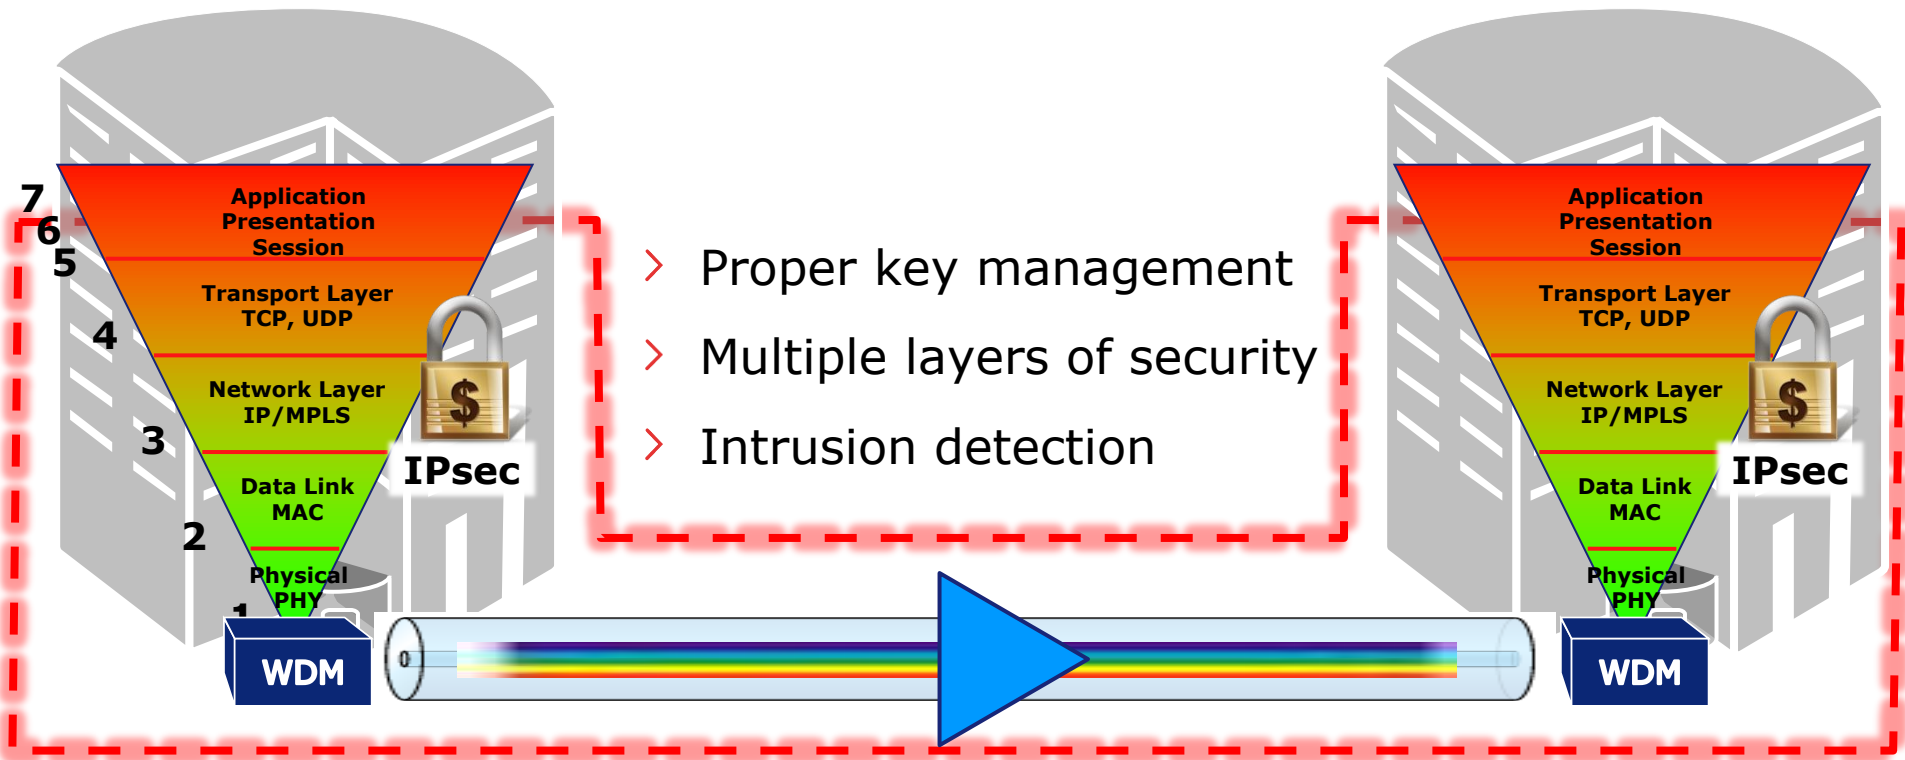 7
6
5
4
3
2
1
Application
Presentation
Session
Transport Layer
TCP, UDP
Network Layer
IP/MPLS
Data Link
MAC
Physical
PHY
$
IPsec
WDM
Proper key management
Multiple layers of security
Intrusion detection
Application
Presentation
Session
Transport Layer
TCP, UDP
Network Layer
IP/MPLS
Data Link
MAC
Physical
PHY
$
IPsec
WDM